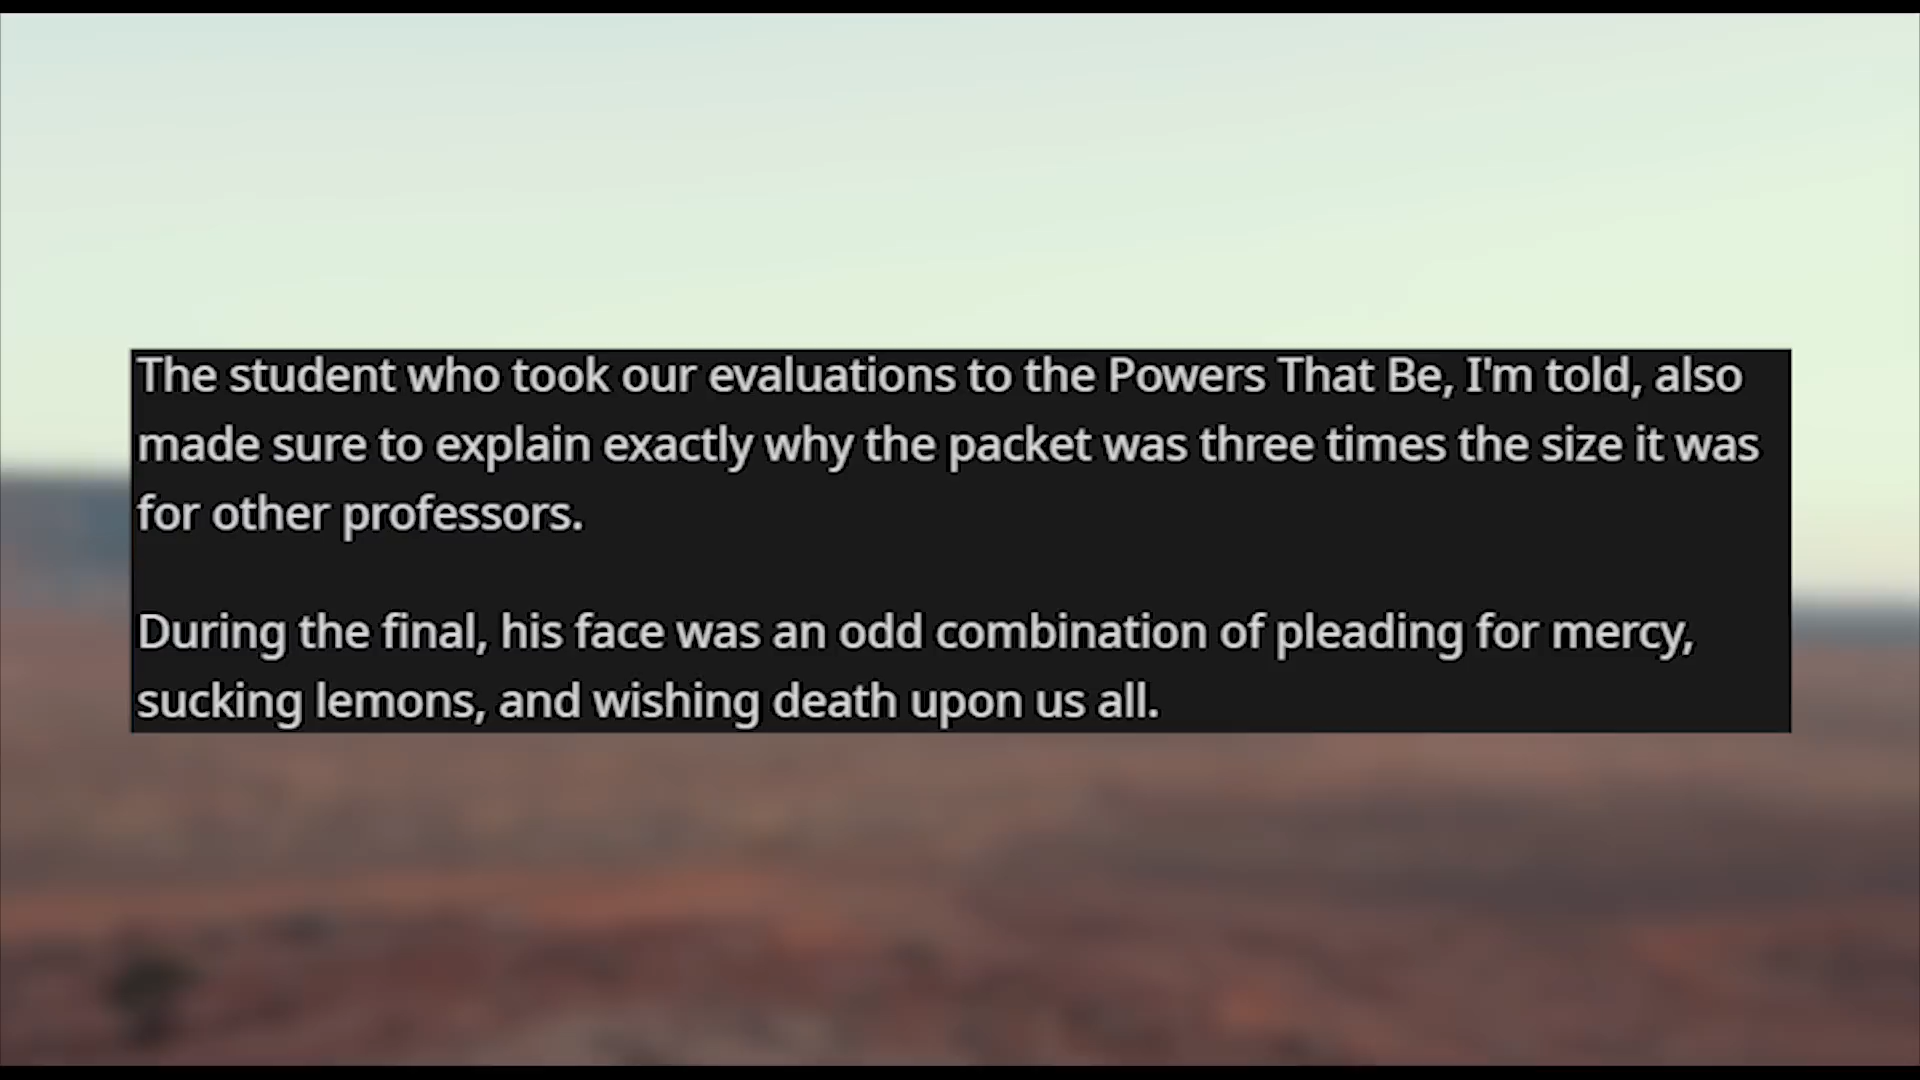 The student who took our evaluations to the Powers That Be, I'm told, also
made sure to explain exactly why the packet was three times the size it was
for other professors.
During the final, his face was an odd combination of pleading for mercy,
sucking lemons, and wishing death upon us all.